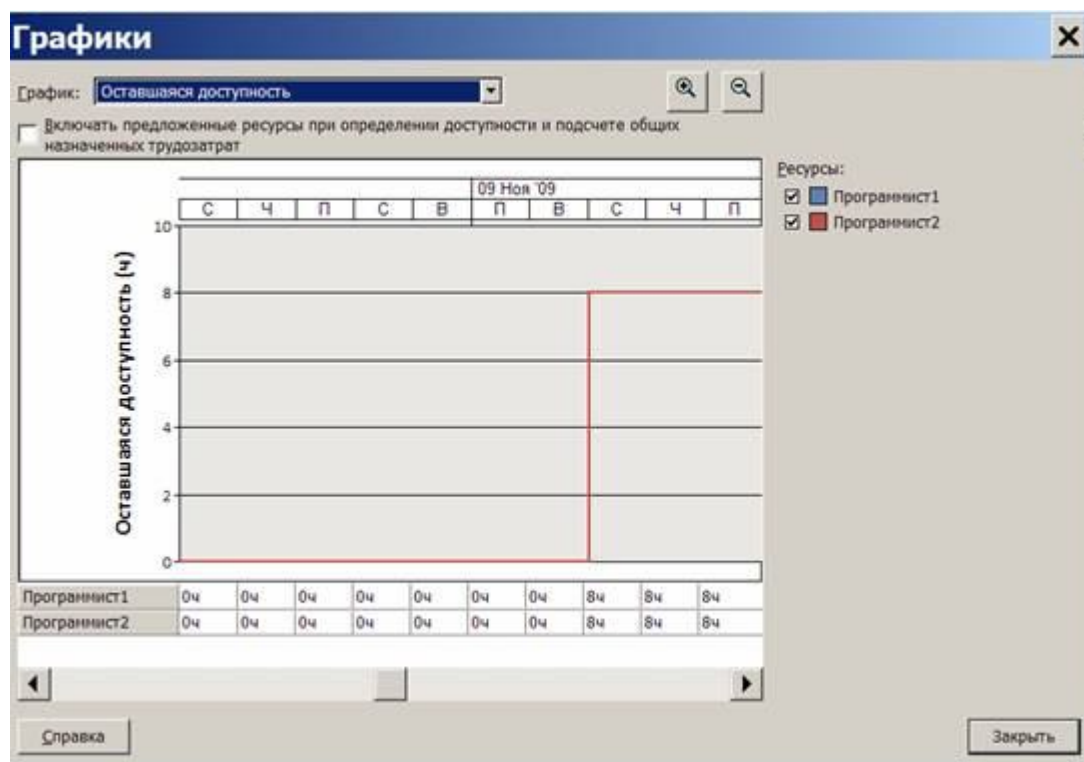 Графики
График: Оставшаяся доступность
Включать предложенные ресурсы при определении доступности и подсчете общих
назначенных трудозатрат
Ресурсы:
Программист1
Программист2
09 Ноя '09
С Ч П С В П В С Ч П
Оставшаяся доступность (ч)
10
8
6
4
2
0
Программист1 0ч 0ч 0ч 0ч 0ч 0ч 0ч 8ч 8ч 8ч
Программист2 0ч 0ч 0ч 0ч 0ч 0ч 0ч 8ч 8ч 8ч
Справка
Закрыть